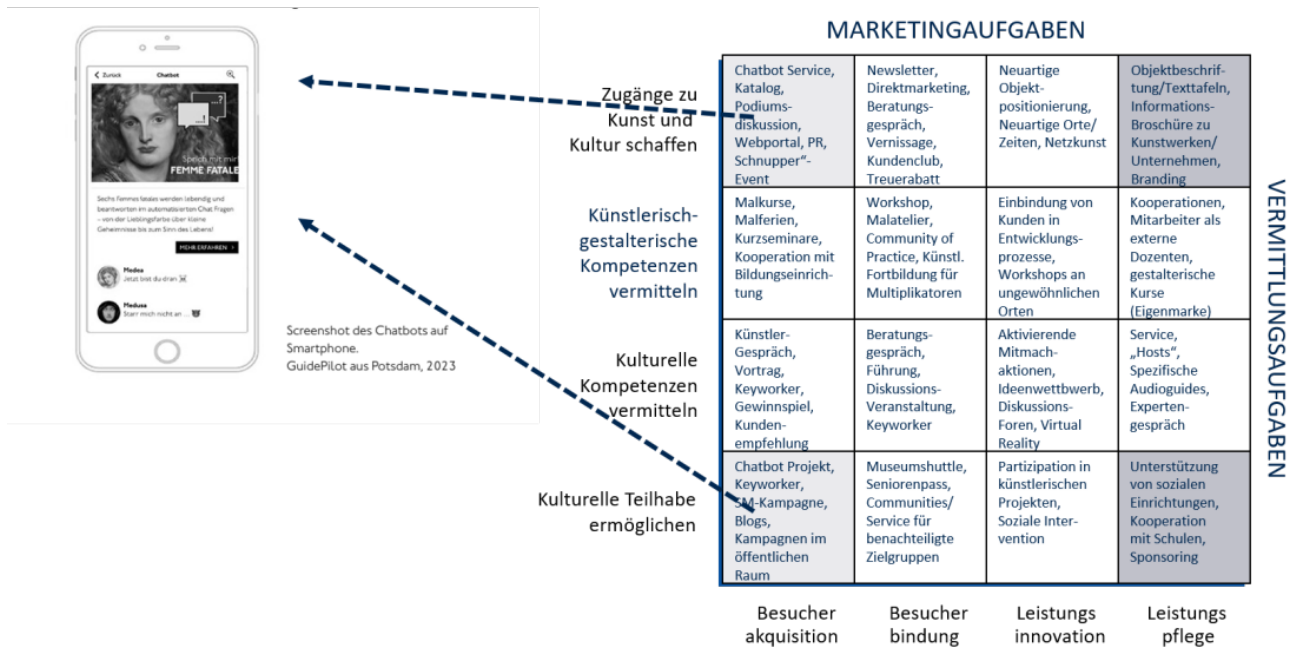 Zurück
Chatbot
...?
...!
Sprich mit mir!
FEMME FATALE
Sechs Femmes fatales werden lebendig und
beantworten im automatisierten Chat Fragen
– von der Lieblingsfarbe über kleine
Geheimnisse bis zum Sinn des Lebens!
MEHR ERFAHREN >
Medea
Jetzt bist du dran
Medusa
Starr mich nicht an ...
Screenshot des Chatbots auf
Smartphone.
GuidePilot aus Potsdam, 2023
MARKETINGAUFGABEN
Zugänge zu
Kunst und
Kultur schaffen
Chatbot Service,
Katalog,
Podiums-
diskussion,
Webportal, PR,
Schnupper“-
Event
Newsletter,
Direktmarketing,
Beratungs-
gespräch,
Vernissage,
Kundenclub,
Treuerabatt
Neuartige
Objekt-
positionierung,
Neuartige Orte/
Zeiten, Netzkunst
Objektbeschrif-
tung/Texttafeln,
Informations-
Broschüre zu
Kunstwerken/
Unternehmen,
Branding
Künstlerisch-
gestalterische
Kompetenzen
vermitteln
Malkurse,
Malferien,
Kurzseminare,
Kooperation mit
Bildungseinrich-
tung
Workshop,
Malatelier,
Community of
Practice, Künstl.
Fortbildung für
Multiplikatoren
Einbindung von
Kunden in
Entwicklungs-
prozesse,
Workshops an
ungewöhnlichen
Orten
Kooperationen,
Mitarbeiter als
externe
Dozenten,
gestalterische
Kurse
(Eigenmarke)
Kulturelle
Kompetenzen
vermitteln
Künstler-
Gespräch,
Vortrag,
Keyworker,
Gewinnspiel,
Kunden-
empfehlung
Beratungs-
gespräch,
Führung,
Diskussions-
Veranstaltung,
Keyworker
Aktivierende
Mitmach-
aktionen,
Ideenwettbwerb,
Diskussions-
Foren, Virtual
Reality
Service,
„Hosts“,
Spezifische
Audioguides,
Experten-
gespräch
Kulturelle Teilhabe
ermöglichen
Chatbot Projekt,
Keyworker,
SM-Kampagne,
Blogs,
Kampagnen im
öffentlichen
Raum
Museumshuttle,
Seniorenpass,
Communities/
Service für
benachteiligte
Zielgruppen
Partizipation in
künstlerischen
Projekten,
Soziale Inter-
vention
Unterstützung
von sozialen
Einrichtungen,
Kooperation
mit Schulen,
Sponsoring
Besucher
akquisition
Besucher
bindung
Leistungs
innovation
Leistungs
pflege
VERMITTLUNGSAUFGABEN